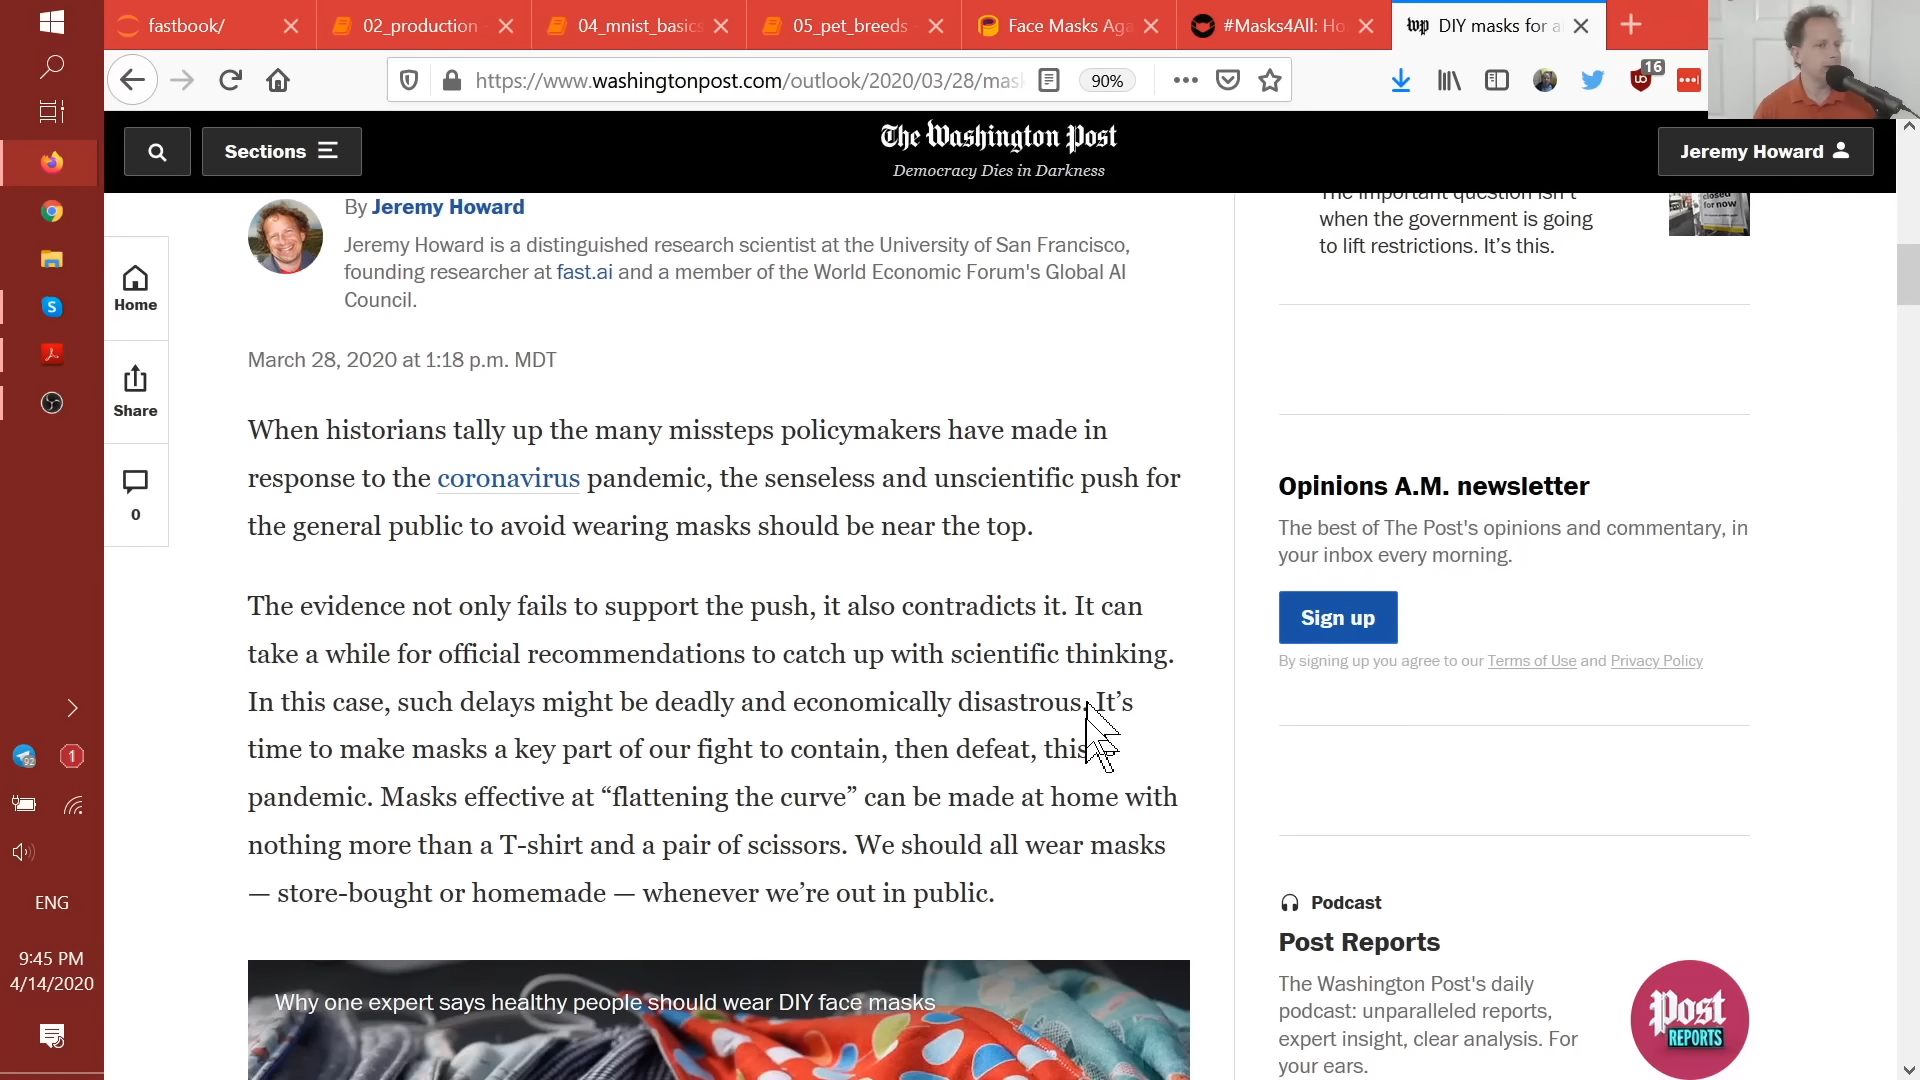 fastbook/
02_production
04_mnist_basics
05_pet_breeds
Face Masks Aga
#Masks4All: Ho
wp DIY masks for a
https://www.washingtonpost.com/outlook/2020/03/28/mas
90%
16
Sections
The Washington Post
Democracy Dies in Darkness
Jeremy Howard
By Jeremy Howard
Jeremy Howard is a distinguished research scientist at the University of San Francisco,
founding researcher at fast.ai and a member of the World Economic Forum's Global AI
Council.
March 28, 2020 at 1:18 p.m. MDT
Home
Share
0
When historians tally up the many missteps policymakers have made in
response to the coronavirus pandemic, the senseless and unscientific push for
the general public to avoid wearing masks should be near the top.
The evidence not only fails to support the push, it also contradicts it. It can
take a while for official recommendations to catch up with scientific thinking.
In this case, such delays might be deadly and economically disastrous. It’s
time to make masks a key part of our fight to contain, then defeat, this
pandemic. Masks effective at “flattening the curve” can be made at home with
nothing more than a T-shirt and a pair of scissors. We should all wear masks
— store-bought or homemade — whenever we’re out in public.
Why one expert says healthy people should wear DIY face masks
The important question isn’t
when the government is going
to lift restrictions. It’s this.
closed
for now
Opinions A.M. newsletter
The best of The Post's opinions and commentary, in
your inbox every morning.
Sign up
By signing up you agree to our Terms of Use and Privacy Policy
Podcast
Post Reports
The Washington Post's daily
podcast: unparalleled reports,
expert insight, clear analysis. For
your ears.
Post
REPORTS
92
1
ENG
9:45 PM
4/14/2020